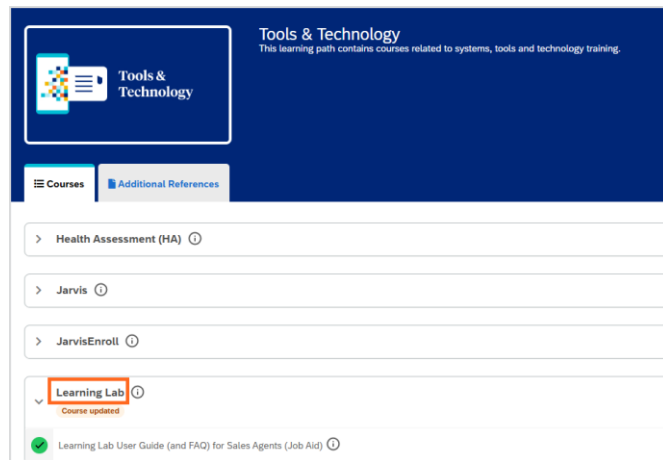 Tools & Technology
This learning path contains courses related to systems, tools and technology training.
Tools &
Technology
Courses
Additional References
Health Assessment (HA)
Jarvis
JarvisEnroll
Learning Lab
Course updated
Learning Lab User Guide (and FAQ) for Sales Agents (Job Aid)